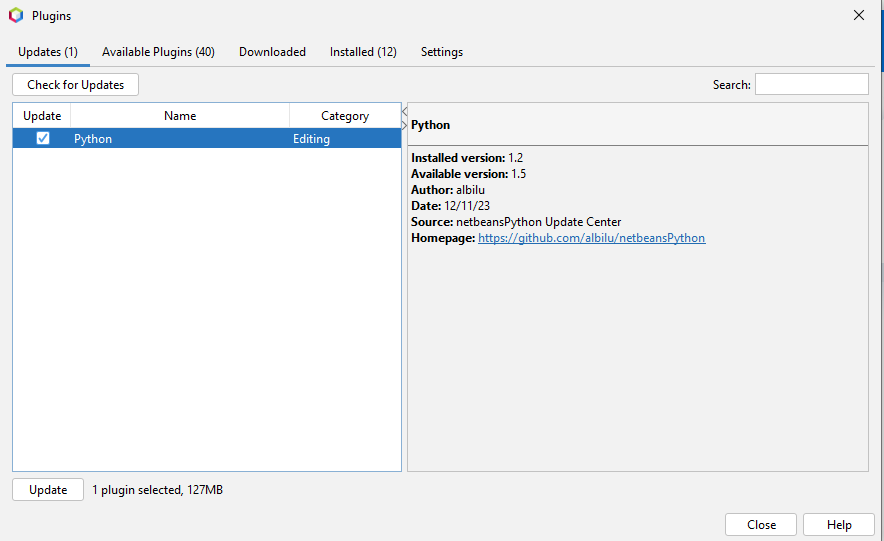 Plugins
Updates (1) Available Plugins (40) Downloaded Installed (12) Settings
Check for Updates Search:
Update Name Category
Python Editing
Python
Installed version: 1.2
Available version: 1.5
Author: albilu
Date: 12/11/23
Source: netbeansPython Update Center
Homepage: https://github.com/albilu/netbeansPython
Update 1 plugin selected, 127MB
Close Help